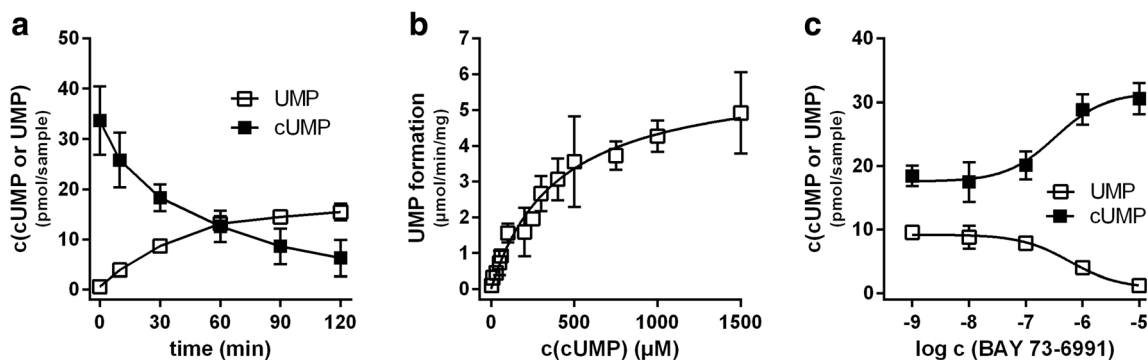 a
c(cUMP or UMP)
(pmol/sample)
50
40
30
20
10
0
UMP
cUMP
0 30 60 90 120
time (min)
b
UMP formation
(µmol/min/mg)
7
6
5
4
3
2
1
0
0 500 1000 1500
c(cUMP) (µM)
c
c(cUMP or UMP)
(pmol/sample)
40
30
20
10
0
UMP
cUMP
-9 -8 -7 -6 -5
log c (BAY 73-6991)